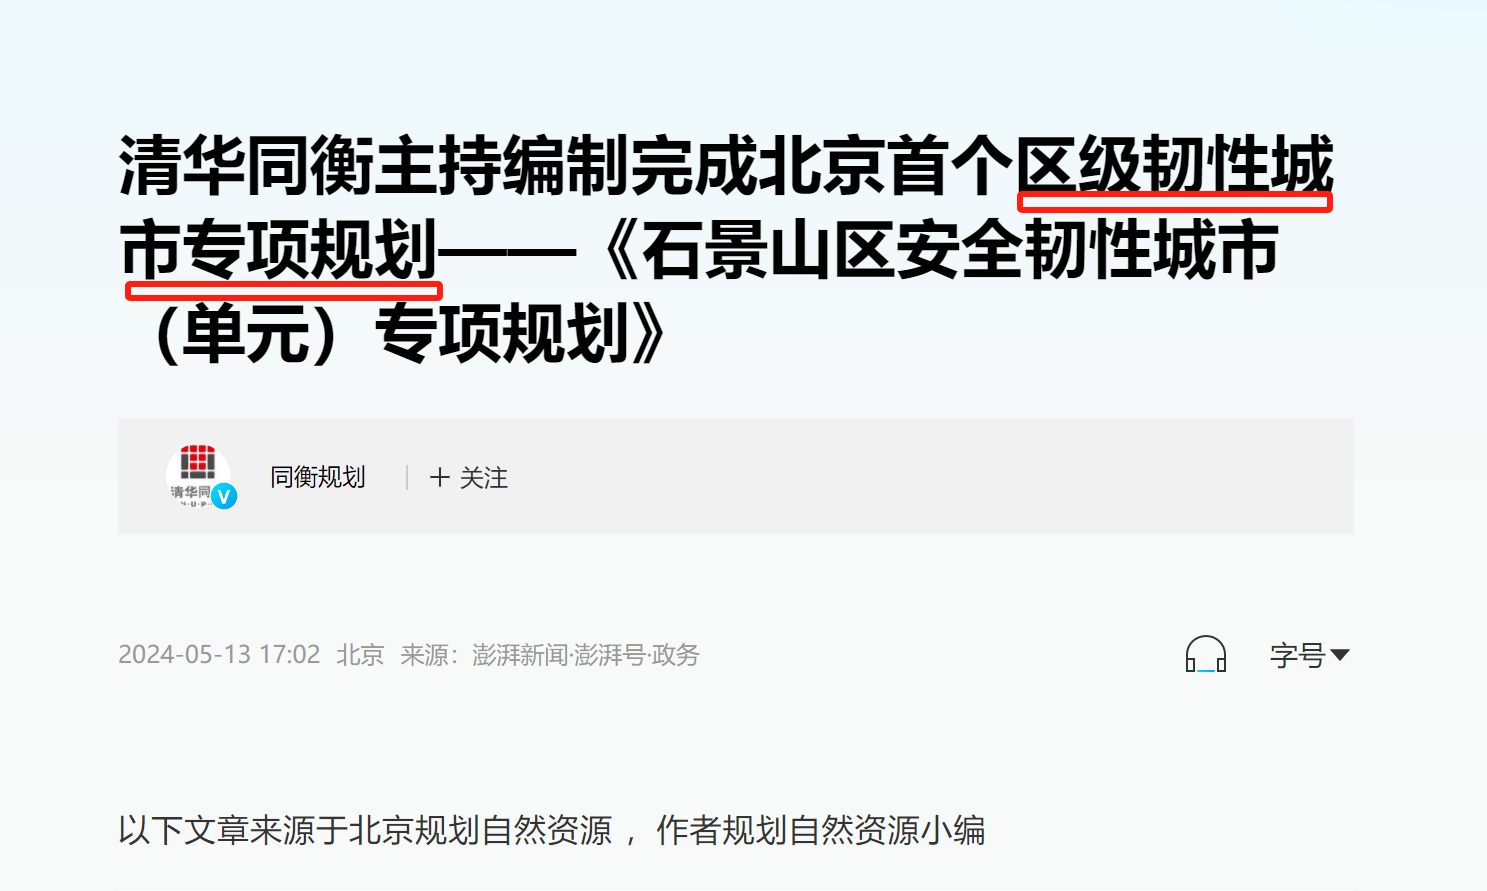 清华同衡主持编制完成北京首个区级韧性城
市专项规划——《石景山区安全韧性城市
（单元）专项规划》
清华同
V
同衡规划
关注
2024-05-13 17:02 北京 来源：澎湃新闻·澎湃号·政务
字号
以下文章来源于北京规划自然资源 ，作者规划自然资源小编